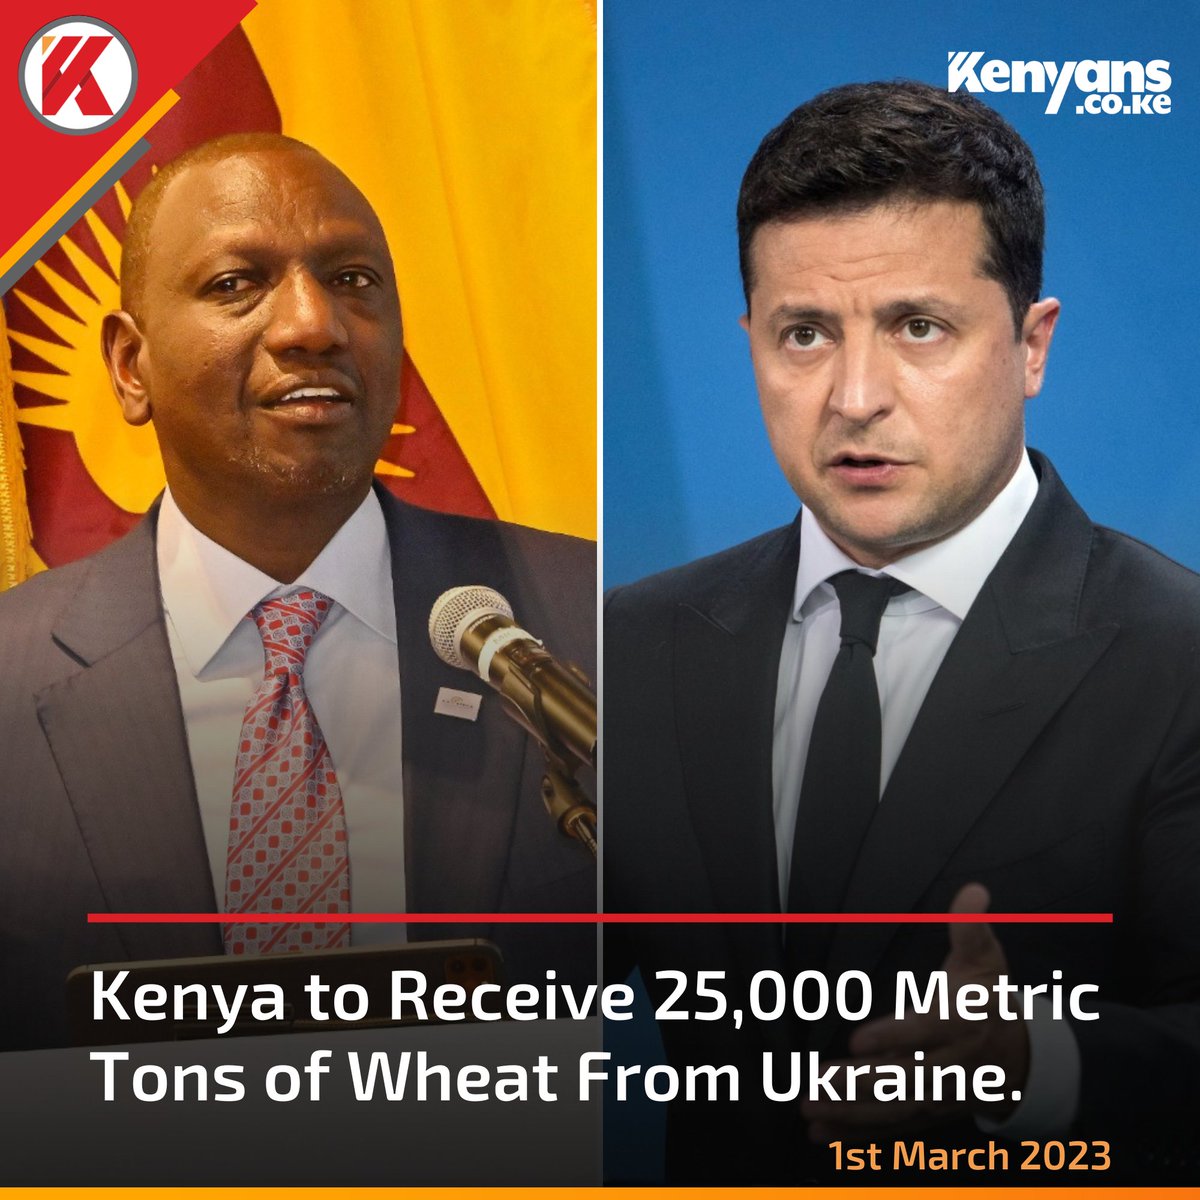 Kenyans
.co.ke
Kenya to Receive 25,000 Metric
Tons of Wheat From Ukraine.
1st March 2023